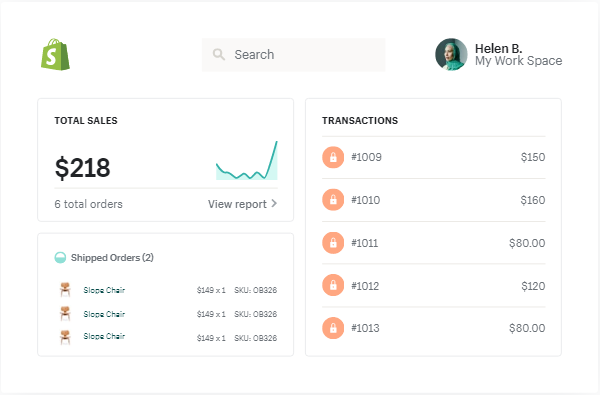 S
Search
Helen B.
My Work Space
TOTAL SALES
$218
6 total orders
View report
Shipped Orders (2)
Slope Chair
$149 x 1 SKU: OB326
Slope Chair
$149 x 1 SKU: OB326
Slope Chair
$149 x 1 SKU: OB326
TRANSACTIONS
#1009 $150
#1010 $160
#1011 $80.00
#1012 $120
#1013 $80.00